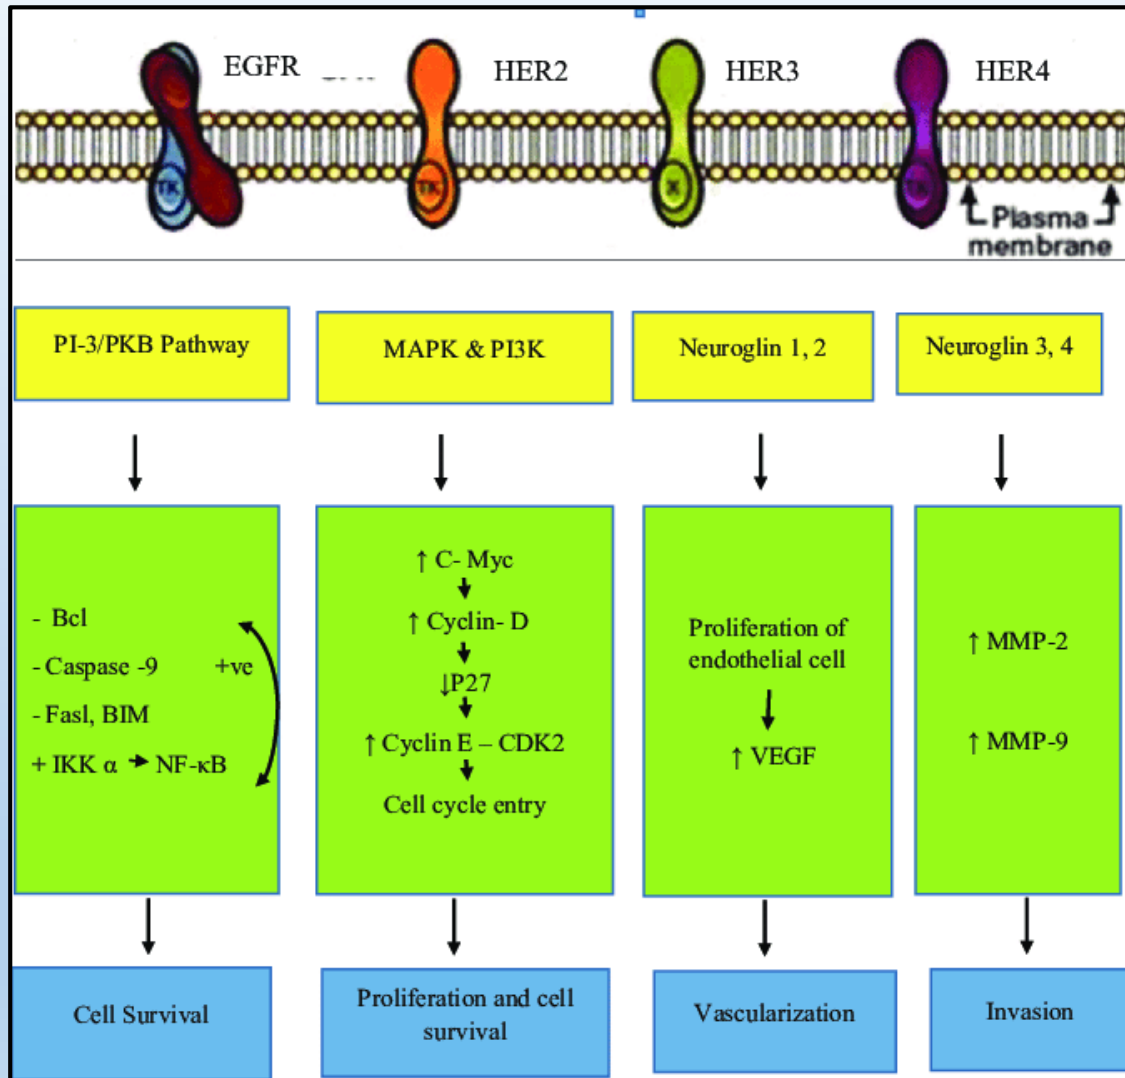 EGFR
HER2
HER3
HER4
TK
TK
TK
Plasma
membrane
PI-3/PKB Pathway
MAPK & PI3K
Neuroglin 1, 2
Neuroglin 3, 4
- Bcl
- Caspase -9 +ve
- Fasl, BIM
+ IKK α → NF-κB
↑ C- Myc
↑ Cyclin- D
↓P27
↑ Cyclin E – CDK2
Cell cycle entry
Proliferation of
endothelial cell
↑ VEGF
↑ MMP-2
↑ MMP-9
Cell Survival
Proliferation and cell
survival
Vascularization
Invasion